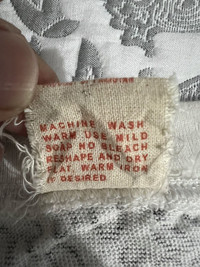 MACHINE WASH
WARM USE MILD
SOAP NO BLEACH
RESHAPE AND DRY
FLAT, WARM IRON
IF DESIRED